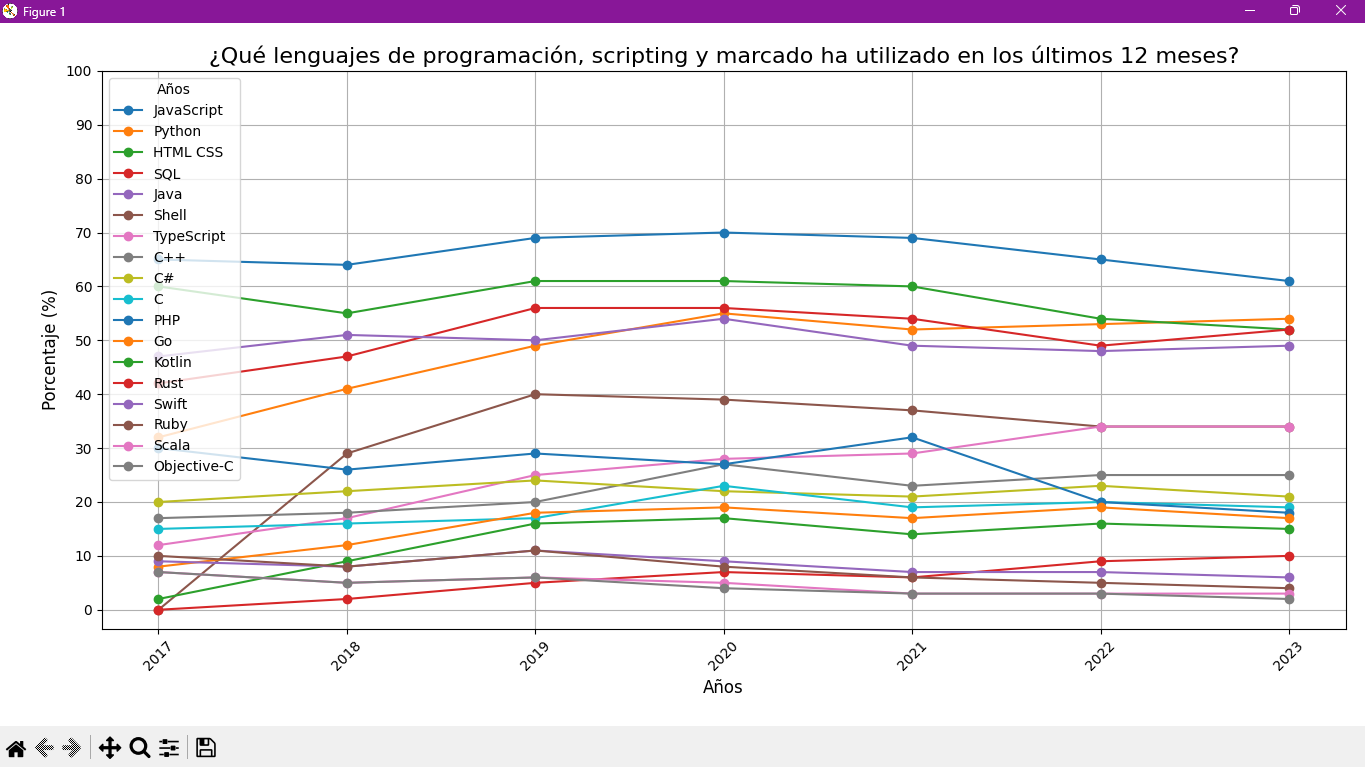 Figure 1
¿Qué lenguajes de programación, scripting y marcado ha utilizado en los últimos 12 meses?
Años
JavaScript
Python
HTML CSS
SQL
Java
Shell
TypeScript
C++
C#
C
PHP
Go
Kotlin
Rust
Swift
Ruby
Scala
Objective-C
Porcentaje (%)
100
90
80
70
60
50
40
30
20
10
0
2017
2018
2019
2020
2021
2022
2023
Años